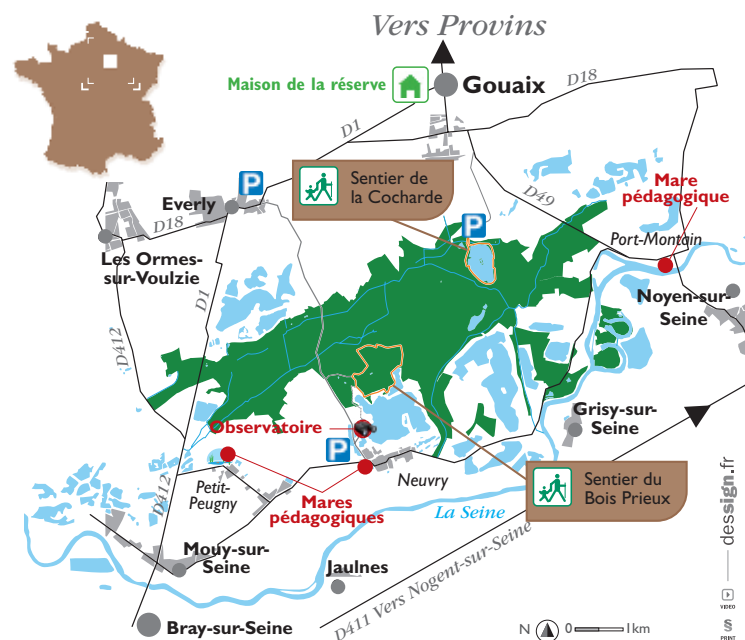 Vers Provins
Maison de la réserve
Gouaix
D18
D1
P
Sentier de
la Cocharde
Everly
D18
P
D49
Mare
pédagogique
Port-Montain
Les Ormes-
sur-Voulzie
D1
Noyen-sur-
Seine
D412
Observatoire
P
Grisy-sur-
Seine
D412
Petit-
Peugny
Mares
pédagogiques
Neuvry
Sentier du
Bois Prieux
La Seine
Mouy-sur-
Seine
Jaulnes
D411 Vers Nogent-sur-Seine
Bray-sur-Seine
N 0 1km
dessign.fr
VIDEO
§
PRINT